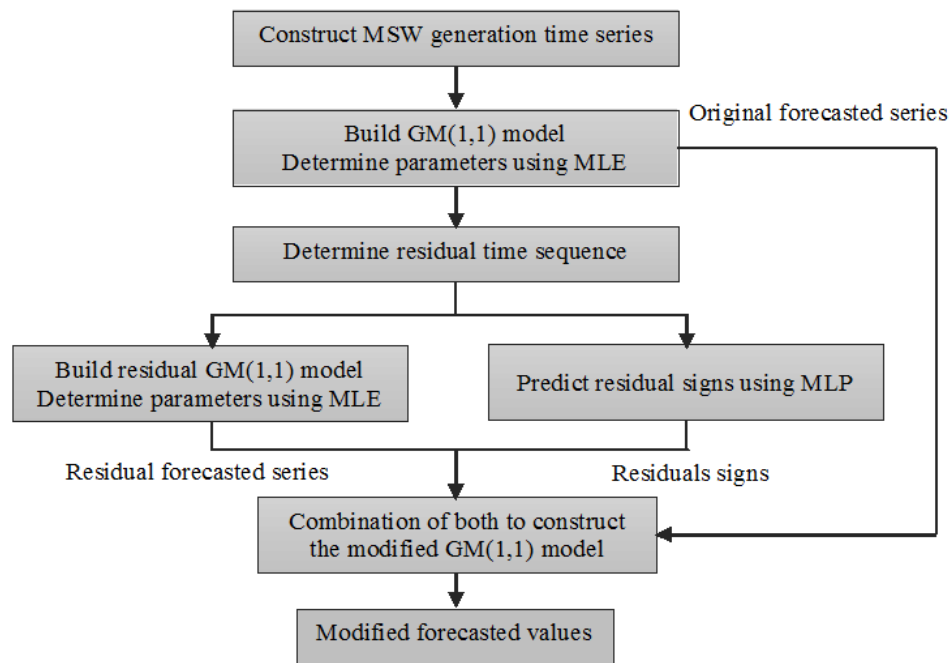 Construct MSW generation time series
Original forecasted series
Build GM(1,1) model
Determine parameters using MLE
Determine residual time sequence
Build residual GM(1,1) model
Determine parameters using MLE
Predict residual signs using MLP
Residual forecasted series
Residuals signs
Combination of both to construct
the modified GM(1,1) model
Modified forecasted values